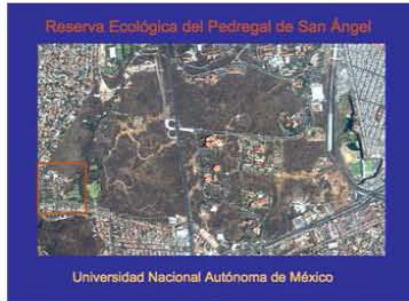 Reserva Ecológica del Pedregal de San Ángel
Universidad Nacional Autónoma de México